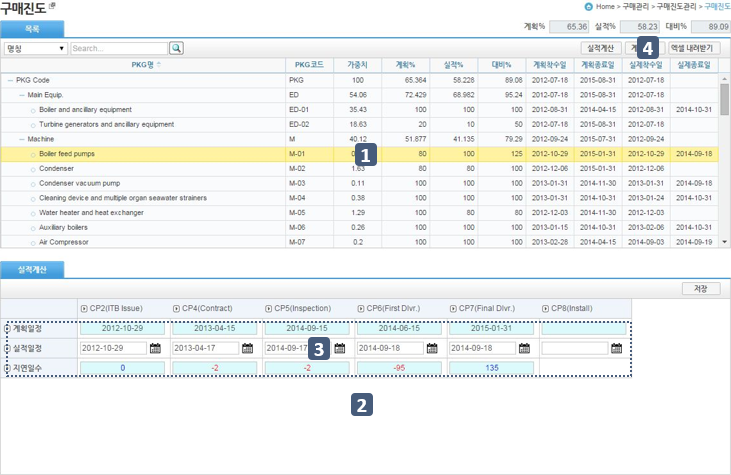 구매진도
Home > 구매관리 > 구매진도관리 > 구매진도
목록
계획% 65.36 실적% 58.23 대비% 89.09
명칭 Search... 실적계산 4 엑셀 내려받기
PKG명 PKG코드 가중치 계획% 실적% 대비% 계획착수일 계획종료일 실제착수일 실제종료일
PKG Code PKG 100 65.364 58.228 89.08 2012-07-18 2015-08-31 2012-07-18
Main Equip. ED 54.06 72.429 68.982 95.24 2012-07-18 2015-08-31 2012-07-18
Boiler and ancillary equipment ED-01 35.43 100 100 100 2012-08-31 2014-04-15 2012-08-31 2014-10-31
Turbine generators and ancillary equipment ED-02 18.63 20 10 50 2012-07-18 2015-08-31 2012-07-18
Machine M 40.12 51.877 41.135 79.29 2012-09-24 2015-07-31 2012-09-24
Boiler feed pumps M-01 1 80 100 125 2012-10-29 2015-01-31 2012-10-29 2014-09-18
Condenser M-02 1.63 80 80 100 2012-12-06 2015-01-31 2012-12-06
Condenser vacuum pump M-03 0.11 100 100 100 2013-01-31 2014-11-30 2013-01-31 2014-09-18
Cleaning device and multiple organ seawater strainers M-04 0.38 100 100 100 2013-01-31 2014-10-31 2013-01-24 2014-10-31
Water heater and heat exchanger M-05 1.29 100 80 80 2012-12-03 2014-11-30 2012-12-03
Auxiliary boilers M-06 0.26 100 100 100 2013-01-15 2014-10-31 2013-02-06 2014-10-31
Air Compressor M-07 0.2 100 100 100 2013-02-28 2014-04-15 2014-09-03 2014-09-19
실적계산
저장
CP2(ITB Issue) CP4(Contract) CP5(Inspection) CP6(First Dlvr.) CP7(Final Dlvr.) CP8(Install)
계획일정 2012-10-29 2013-04-15 2014-09-15 2014-06-15 2015-01-31
실적일정 2012-10-29 2013-04-17 2014-09-17 3 2014-09-18 2014-09-18
지연일수 0 -2 -2 -95 135
2